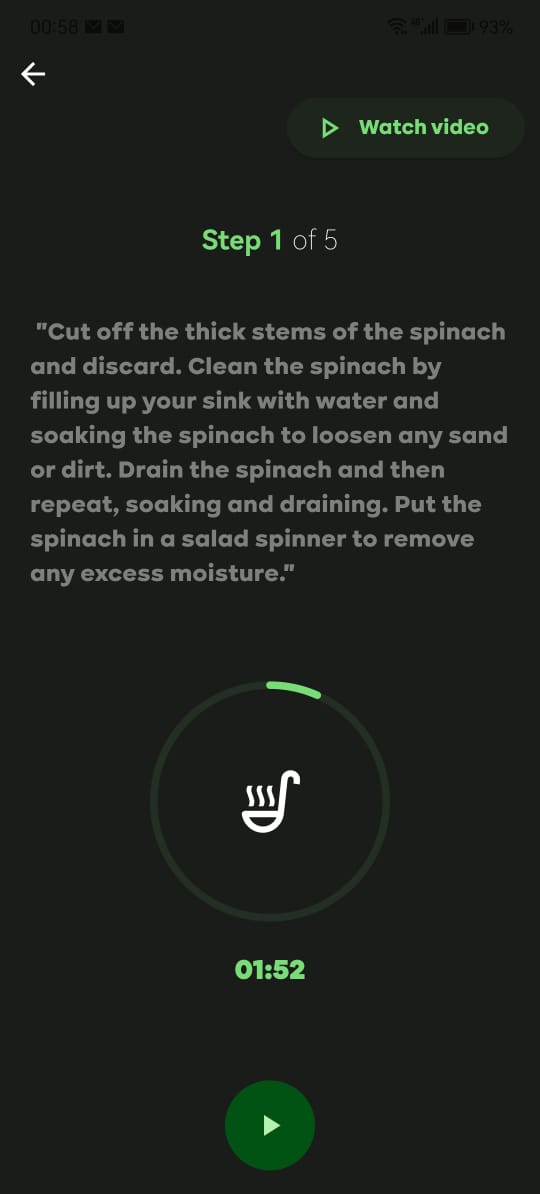 00:58 93%
Watch video
Step 1 of 5
"Cut off the thick stems of the spinach
and discard. Clean the spinach by
filling up your sink with water and
soaking the spinach to loosen any sand
or dirt. Drain the spinach and then
repeat, soaking and draining. Put the
spinach in a salad spinner to remove
any excess moisture."
01:52